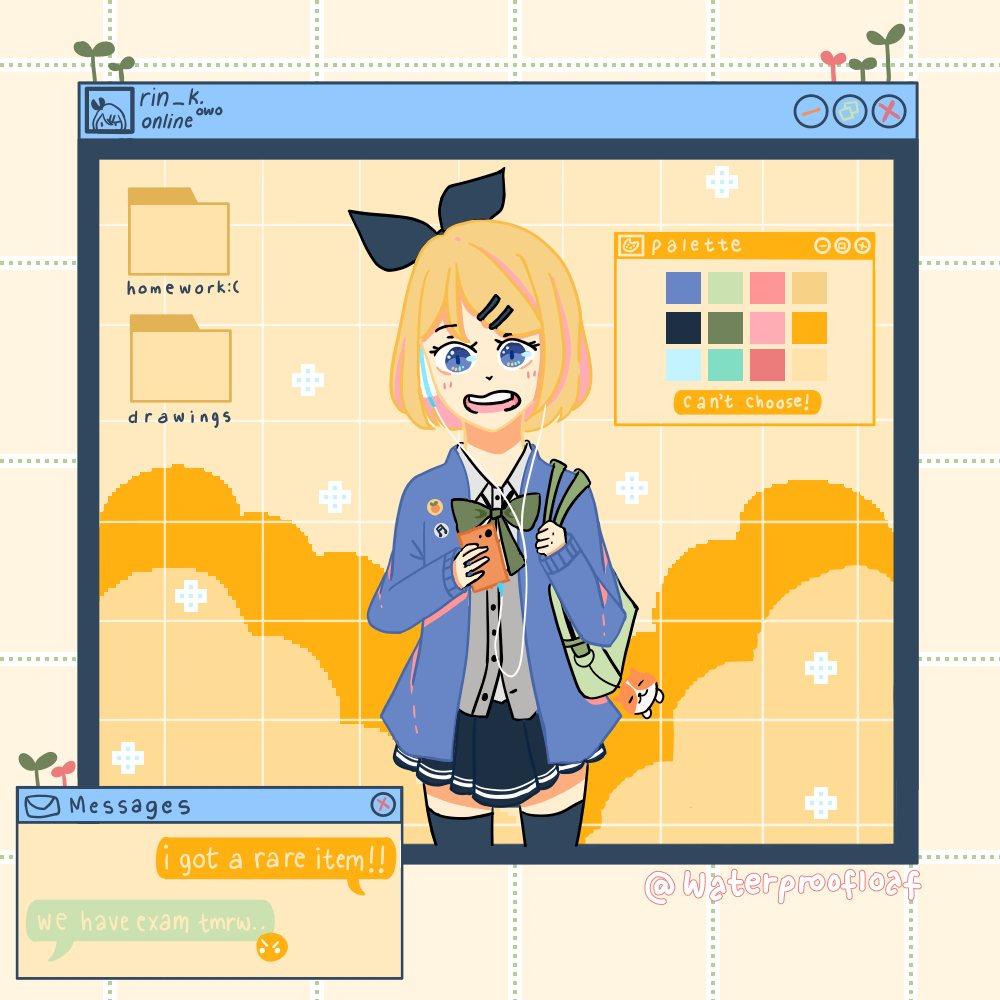 rin_k.
owo
online
homework:(
drawings
palette
can't choose!
Messages
i got a rare item!!
we have exam tmrw..
@waterproofloaf